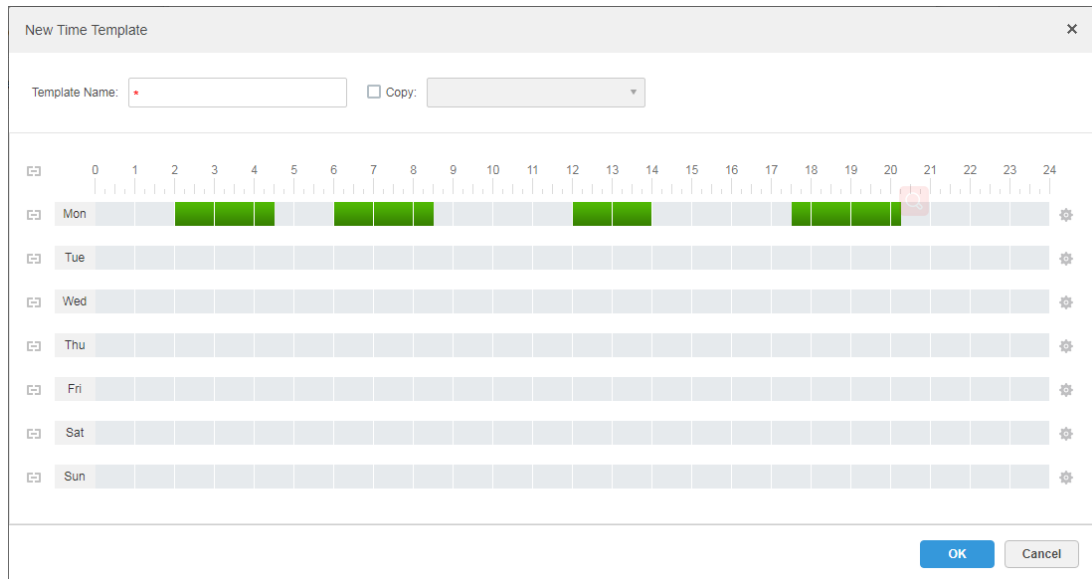 New Time Template
Template Name: * Copy:
0 1 2 3 4 5 6 7 8 9 10 11 12 13 14 15 16 17 18 19 20 21 22 23 24
Mon
Tue
Wed
Thu
Fri
Sat
Sun
OK Cancel